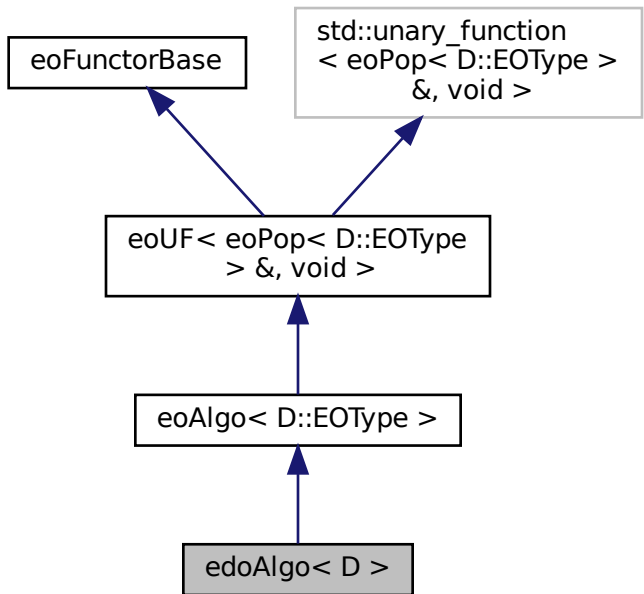 eoFunctorBase
std::unary_function
< eoPop< D::EOType >
&, void >
eoUF< eoPop< D::EOType
> &, void >
eoAlgo< D::EOType >
edoAlgo< D >